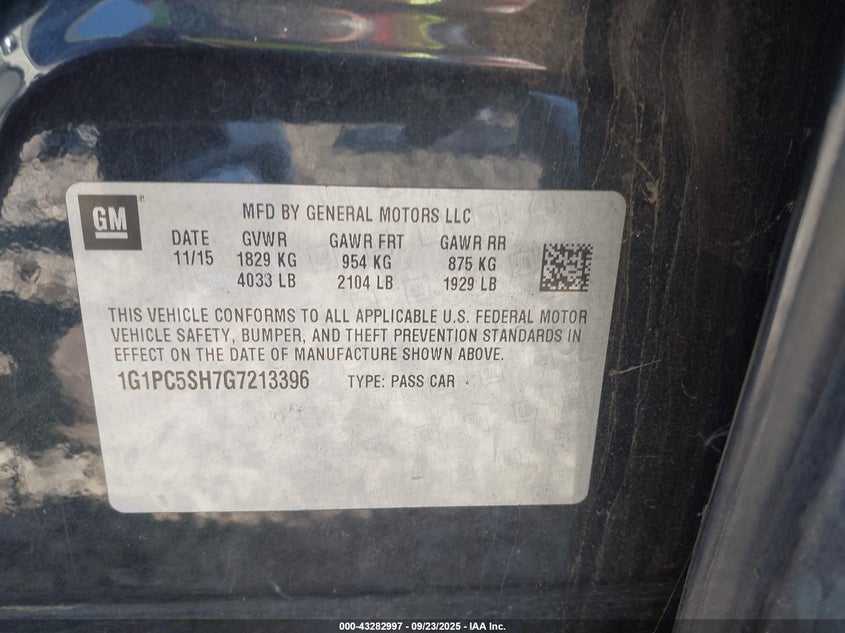 GM ®
MFD BY GENERAL MOTORS LLC
DATE GVWR GAWR FRT GAWR RR
11/15 1829 KG 954 KG 875 KG
4033 LB 2104 LB 1929 LB
THIS VEHICLE CONFORMS TO ALL APPLICABLE U.S. FEDERAL MOTOR
VEHICLE SAFETY, BUMPER, AND THEFT PREVENTION STANDARDS IN
EFFECT ON THE DATE OF MANUFACTURE SHOWN ABOVE.
1G1PC5SH7G7213396 TYPE: PASS CAR
000-43282997 - 09/23/2025 - IAA Inc.